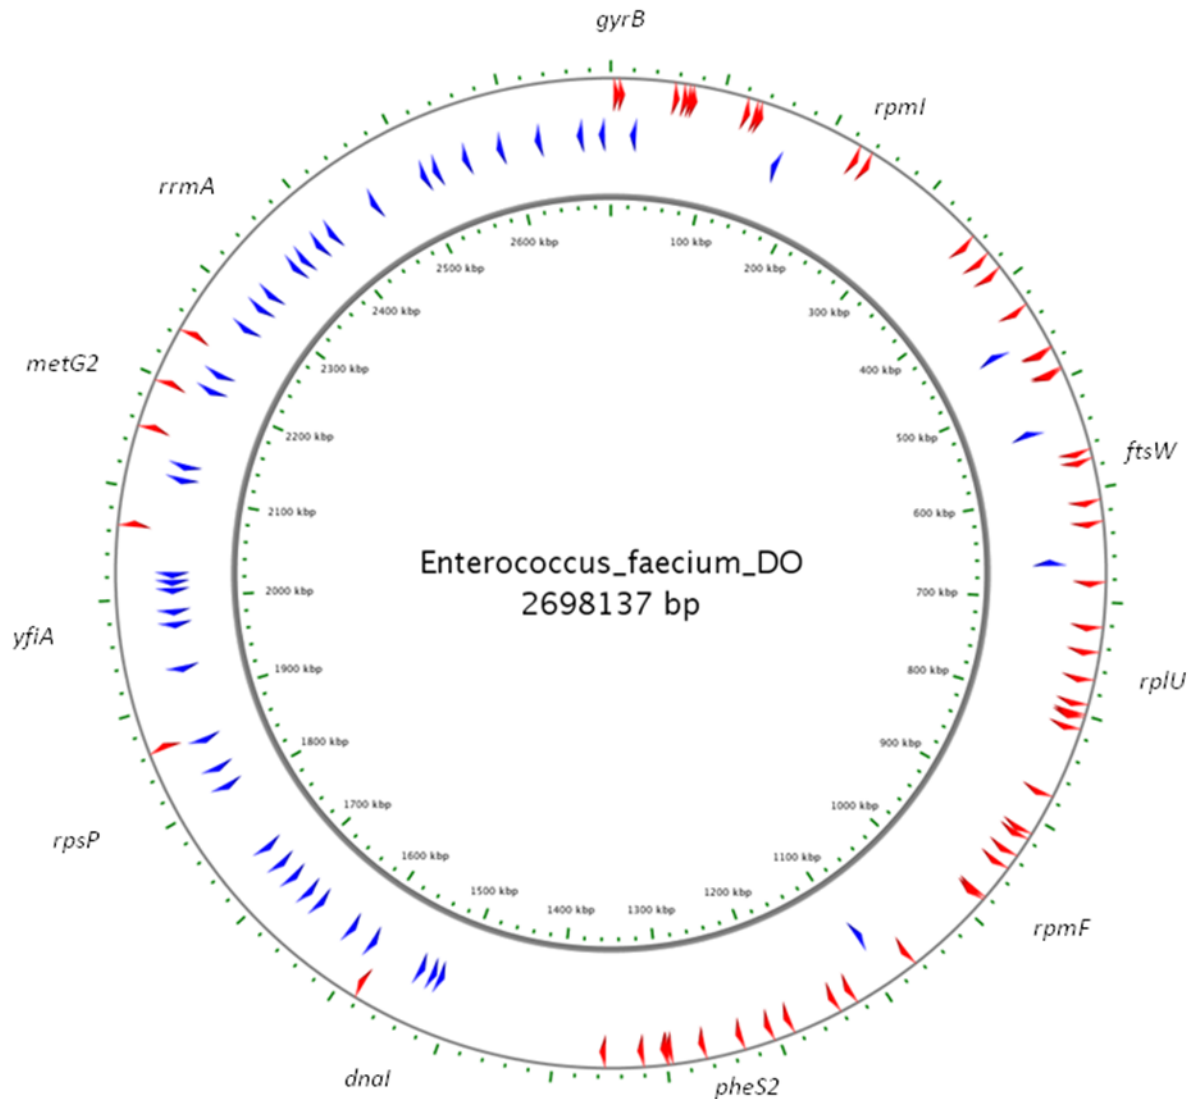 gyrB
rpmI
rrmA
2600 kbp
100 kbp
2500 kbp
200 kbp
2400 kbp
300 kbp
metG2
2300 kbp
400 kbp
2200 kbp
500 kbp
ftsW
2100 kbp
600 kbp
Enterococcus_faecium_DO
2698137 bp
2000 kbp
700 kbp
yfiA
1900 kbp
800 kbp
rplU
1800 kbp
900 kbp
1700 kbp
1000 kbp
rpsP
1600 kbp
1100 kbp
1500 kbp
1200 kbp
1400 kbp
1300 kbp
rpmF
dnaI
pheS2